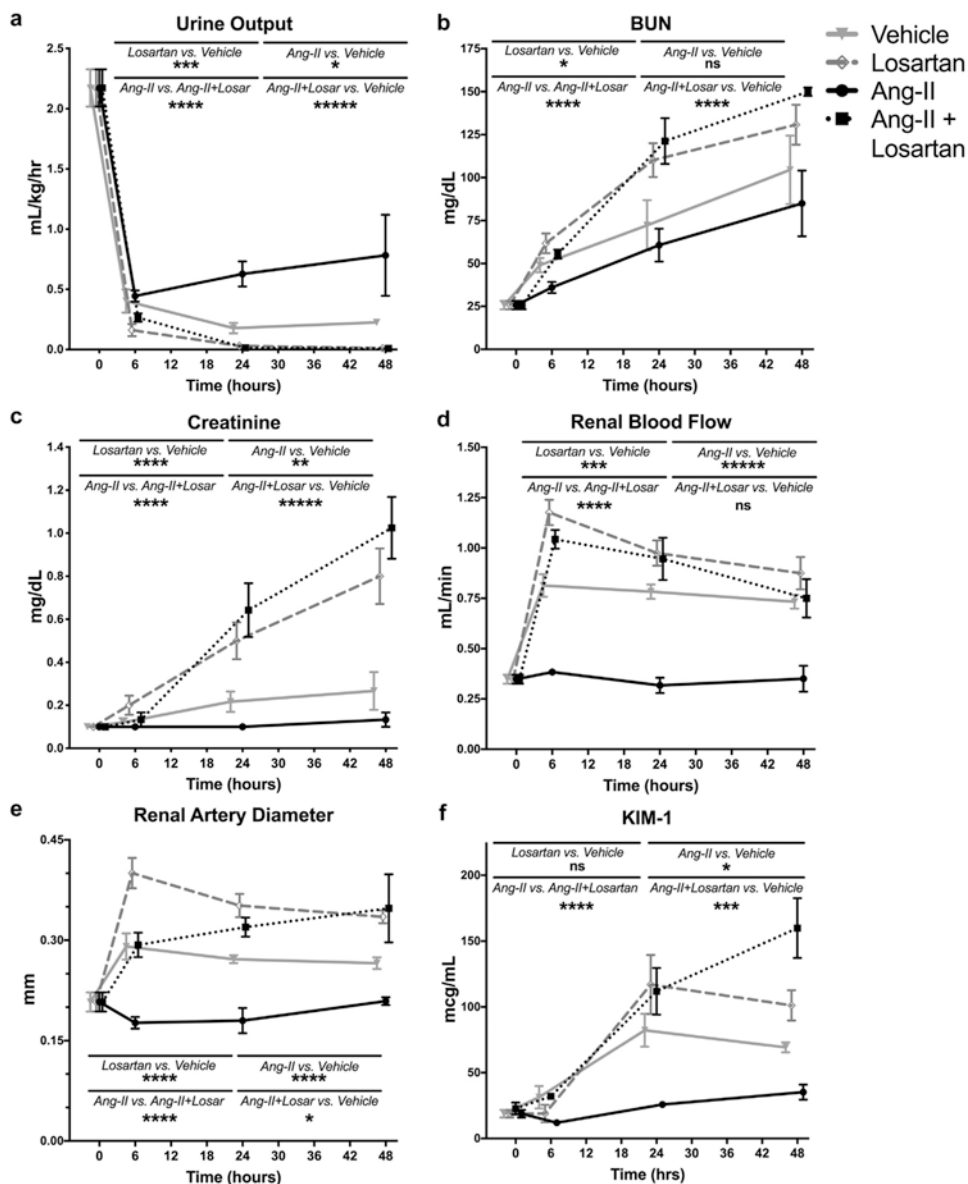 a
Urine Output
Losartan vs. Vehicle
***
Ang-II vs. Vehicle
*
Ang-II vs. Ang-II+Losar
****
Ang-II+Losar vs. Vehicle
*****
mL/kg/hr
2.5
2.0
1.5
1.0
0.5
0.0
0 6 12 18 24 30 36 42 48
Time (hours)
b
BUN
Losartan vs. Vehicle
*
Ang-II vs. Vehicle
ns
Ang-II vs. Ang-II+Losar
****
Ang-II+Losar vs. Vehicle
****
mg/dL
175
150
125
100
75
50
25
0
0 6 12 18 24 30 36 42 48
Time (hours)
Vehicle
Losartan
Ang-II
Ang-II +
Losartan
c
Creatinine
Losartan vs. Vehicle
****
Ang-II vs. Vehicle
**
Ang-II vs. Ang-II+Losar
****
Ang-II+Losar vs. Vehicle
*****
mg/dL
1.4
1.2
1.0
0.8
0.6
0.4
0.2
0.0
0 6 12 18 24 30 36 42 48
Time (hours)
d
Renal Blood Flow
Losartan vs. Vehicle
***
Ang-II vs. Vehicle
*****
Ang-II vs. Ang-II+Losar
****
Ang-II+Losar vs. Vehicle
ns
mL/min
1.50
1.25
1.00
0.75
0.50
0.25
0.00
0 6 12 18 24 30 36 42 48
Time (hours)
e
Renal Artery Diameter
mm
0.45
0.30
0.15
0.00
Losartan vs. Vehicle
****
Ang-II vs. Vehicle
****
Ang-II vs. Ang-II+Losar
****
Ang-II+Losar vs. Vehicle
*
0 6 12 18 24 30 36 42 48
Time (hours)
f
KIM-1
Losartan vs. Vehicle
ns
Ang-II vs. Vehicle
*
Ang-II vs. Ang-II+Losartan
****
Ang-II+Losartan vs. Vehicle
***
mcg/mL
200
150
100
50
0
0 6 12 18 24 30 36 42 48
Time (hrs)